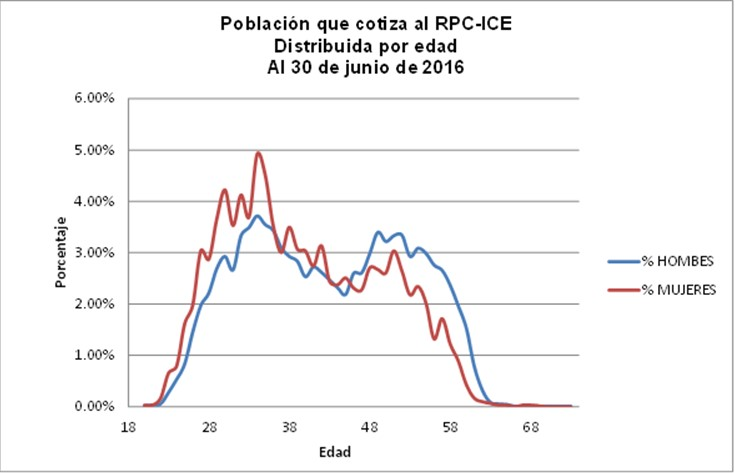 Población que cotiza al RPC-ICE
Distribuida por edad
Al 30 de junio de 2016
6.00%
5.00%
4.00%
3.00%
2.00%
1.00%
0.00%
Porcentaje
18 28 38 48 58 68
Edad
% HOMBES
% MUJERES